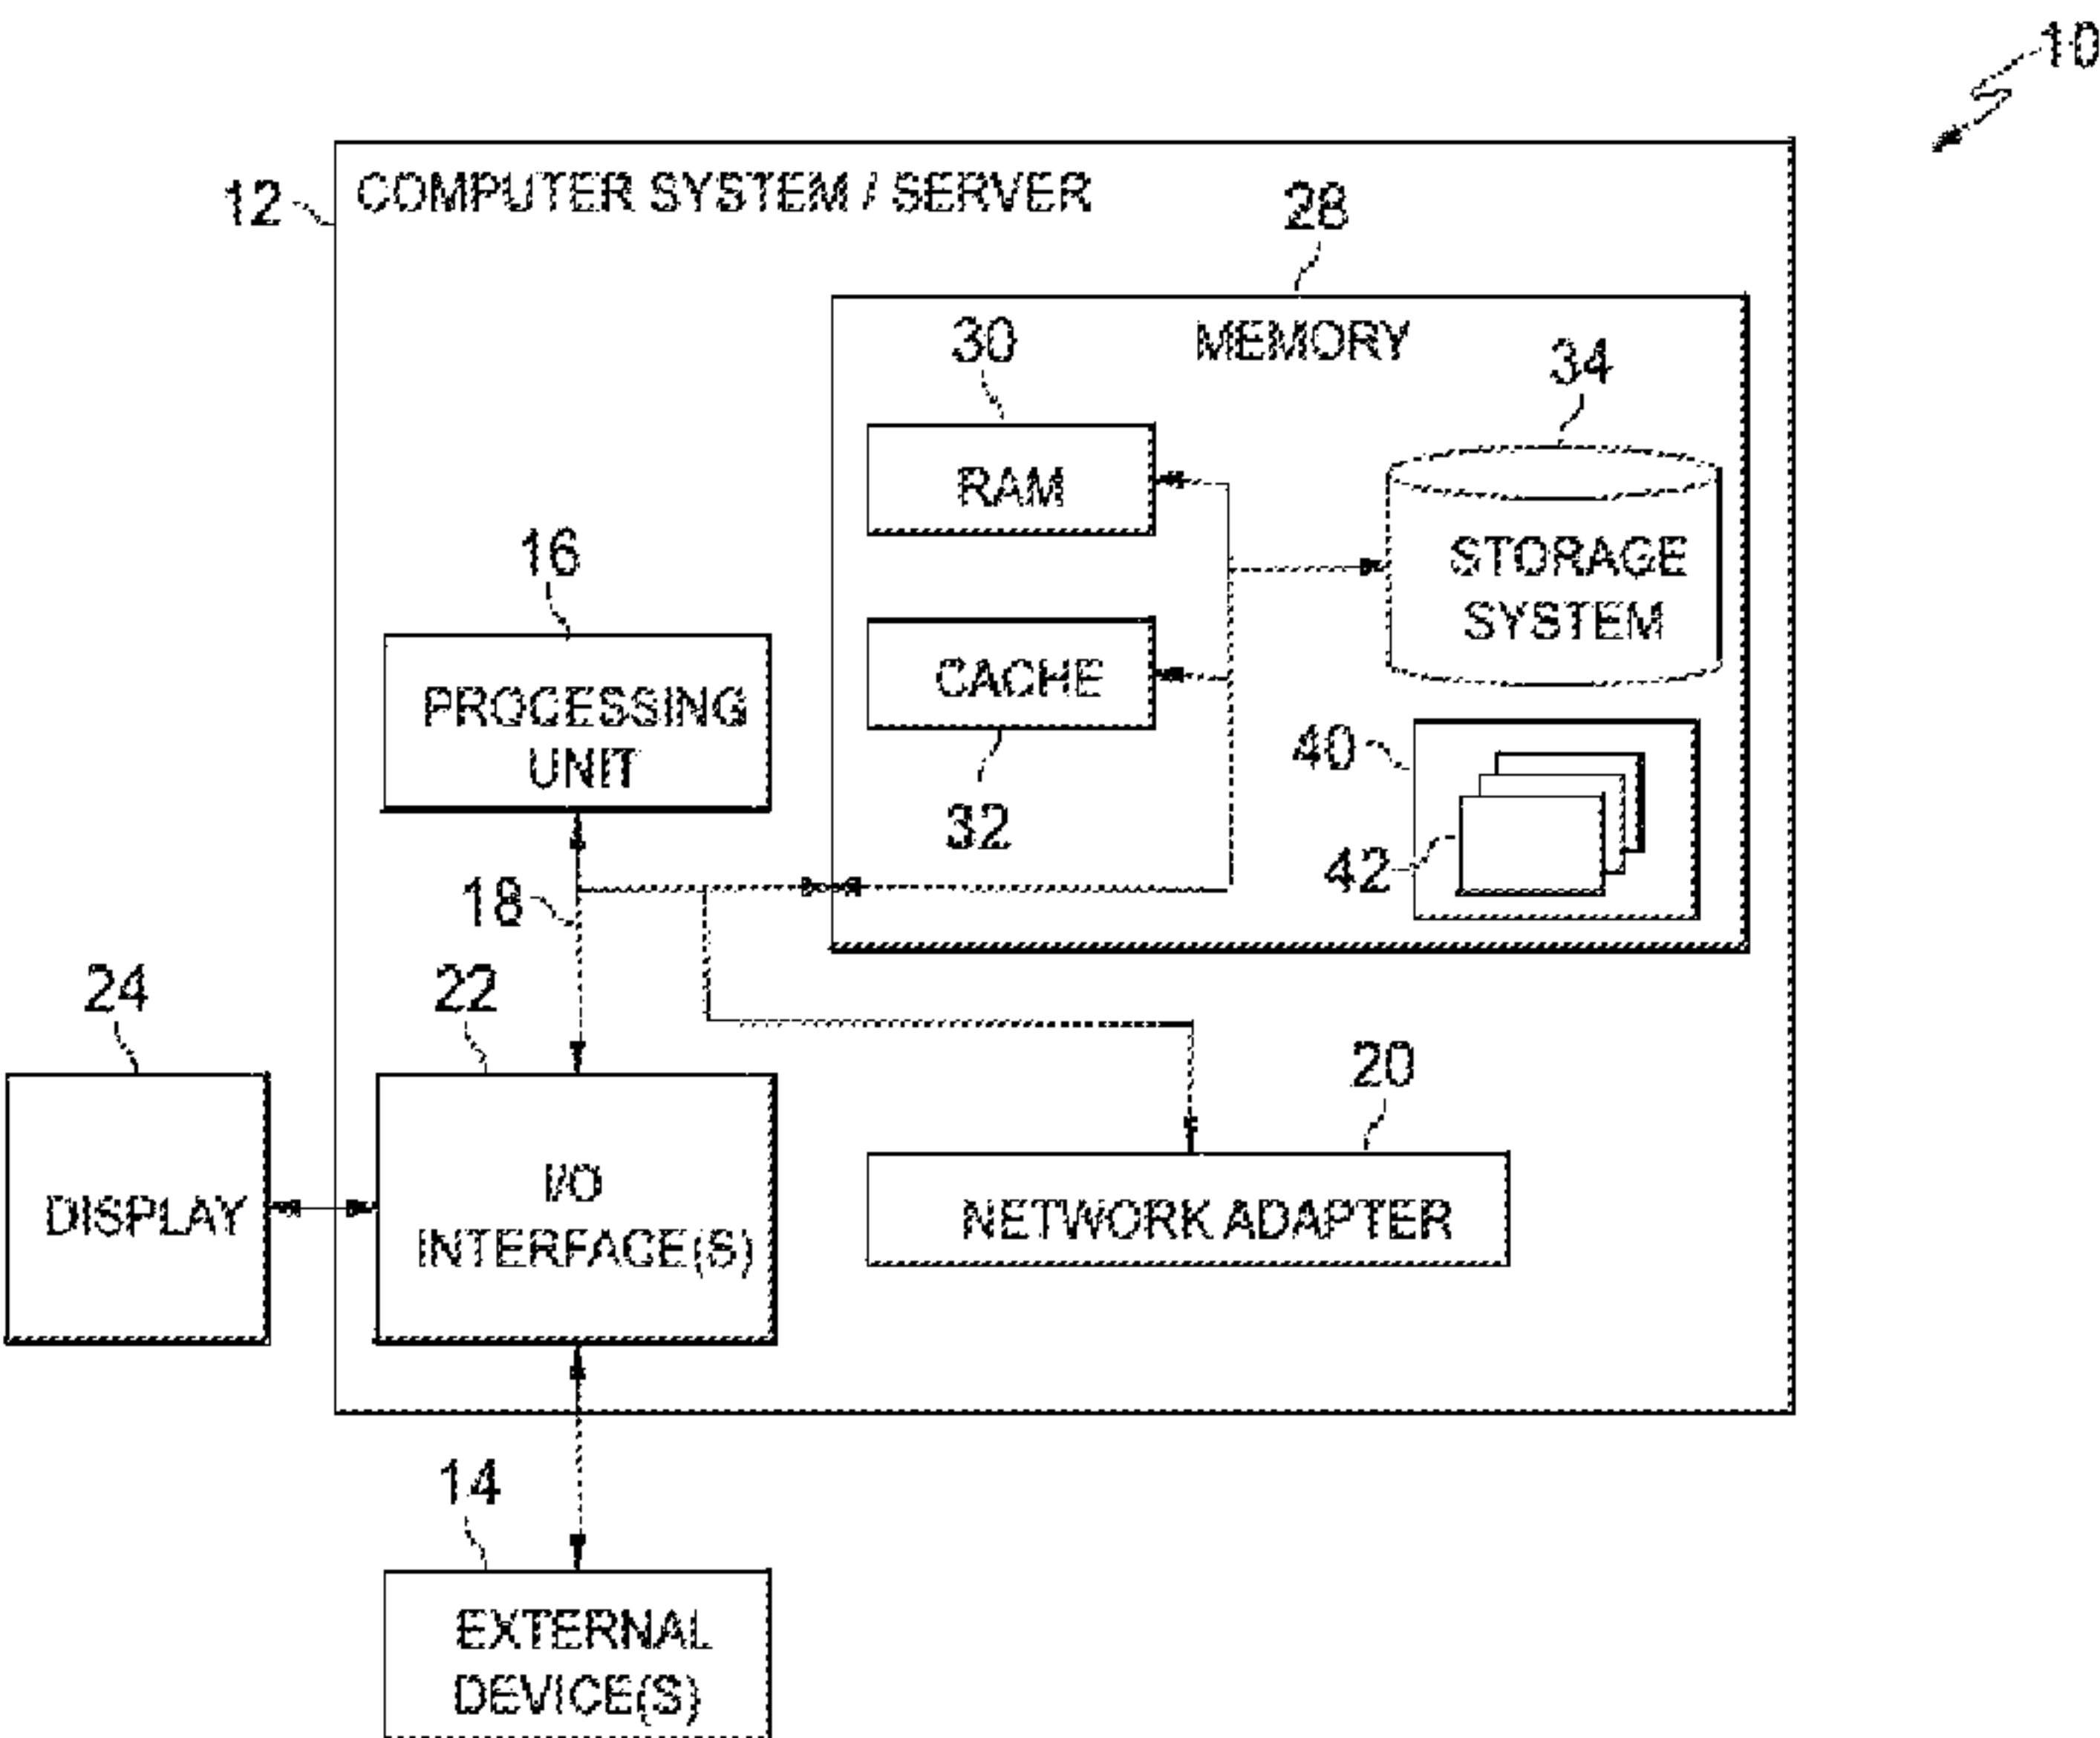 10
12
COMPUTER SYSTEM / SERVER
28
MEMORY
30
34
RAM
STORAGE
SYSTEM
16
PROCESSING
UNIT
CACHE
32
40
42
18
24
22
20
DISPLAY
I/O
INTERFACE(S)
NETWORK ADAPTER
14
EXTERNAL
DEVICE(S)